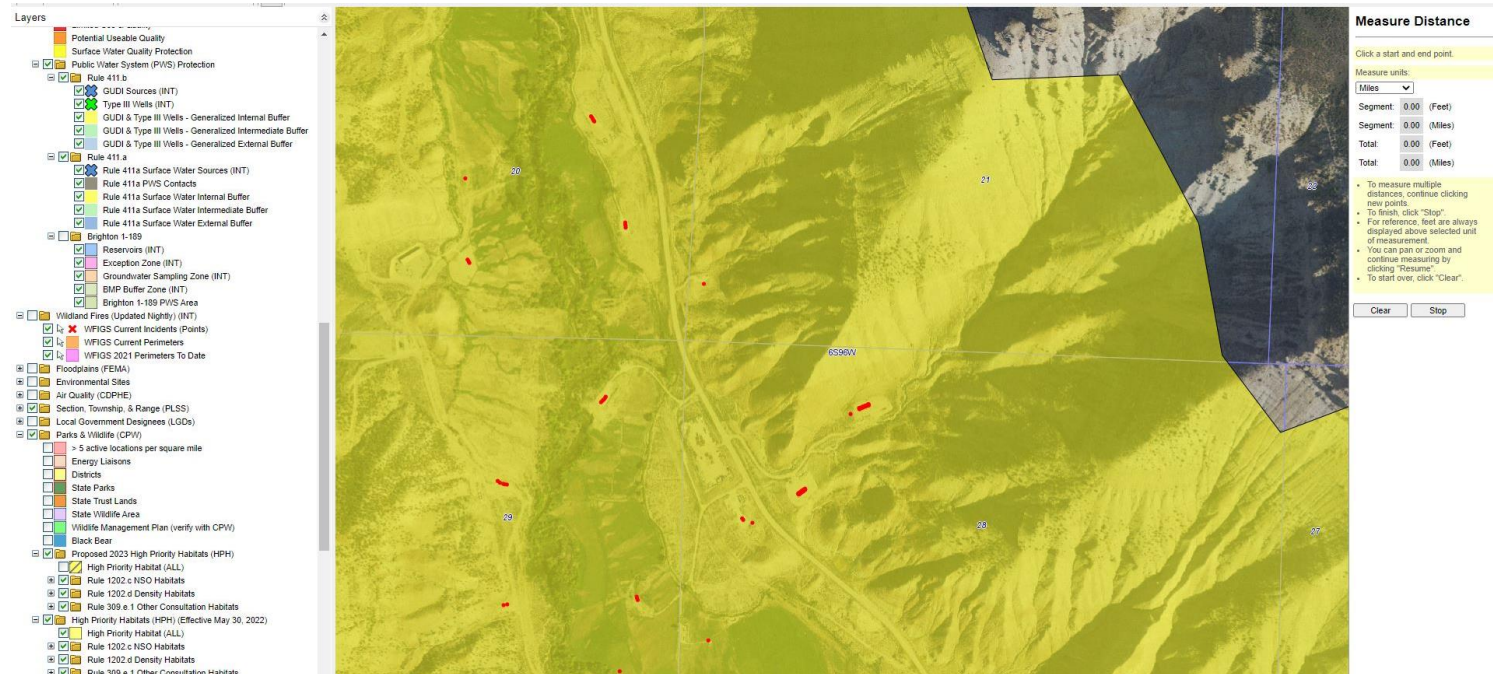 Layers
Limited Use & Quality
Potential Useable Quality
Surface Water Quality Protection
Public Water System (PWS) Protection
Rule 411.b
GUDI Sources (INT)
Type III Wells (INT)
GUDI & Type III Wells - Generalized Internal Buffer
GUDI & Type III Wells - Generalized Intermediate Buffer
GUDI & Type III Wells - Generalized External Buffer
Rule 411.a
Rule 411a Surface Water Sources (INT)
Rule 411a PWS Contacts
Rule 411a Surface Water Internal Buffer
Rule 411a Surface Water Intermediate Buffer
Rule 411a Surface Water External Buffer
Brighton 1-189
Reservoirs (INT)
Exception Zone (INT)
Groundwater Sampling Zone (INT)
BMP Buffer Zone (INT)
Brighton 1-189 PWS Area
Wildland Fires (Updated Nightly) (INT)
WFIGS Current Incidents (Points)
WFIGS Current Perimeters
WFIGS 2021 Perimeters To Date
Floodplains (FEMA)
Environmental Sites
Air Quality (CDPHE)
Section, Township, & Range (PLSS)
Local Government Designees (LGDs)
Parks & Wildlife (CPW)
> 5 active locations per square mile
Energy Liaisons
Districts
State Parks
State Trust Lands
State Wildlife Area
Wildlife Management Plan (verify with CPW)
Black Bear
Proposed 2023 High Priority Habitats (HPH)
High Priority Habitat (ALL)
Rule 1202.c NSO Habitats
Rule 1202.d Density Habitats
Rule 309.e.1 Other Consultation Habitats
High Priority Habitats (HPH) (Effective May 30, 2022)
High Priority Habitat (ALL)
Rule 1202.c NSO Habitats
Rule 1202.d Density Habitats
Rule 309.e.1 Other Consultation Habitats
20
21
22
6S96W
29
28
27
Measure Distance
Click a start and end point.
Measure units:
Miles
Segment: 0.00 (Feet)
Segment: 0.00 (Miles)
Total: 0.00 (Feet)
Total: 0.00 (Miles)
• To measure multiple
distances, continue clicking
new points.
• To finish, click "Stop".
• For reference, feet are always
displayed above selected unit
of measurement.
• You can pan or zoom and
continue measuring by
clicking "Resume".
• To start over, click "Clear".
Clear Stop